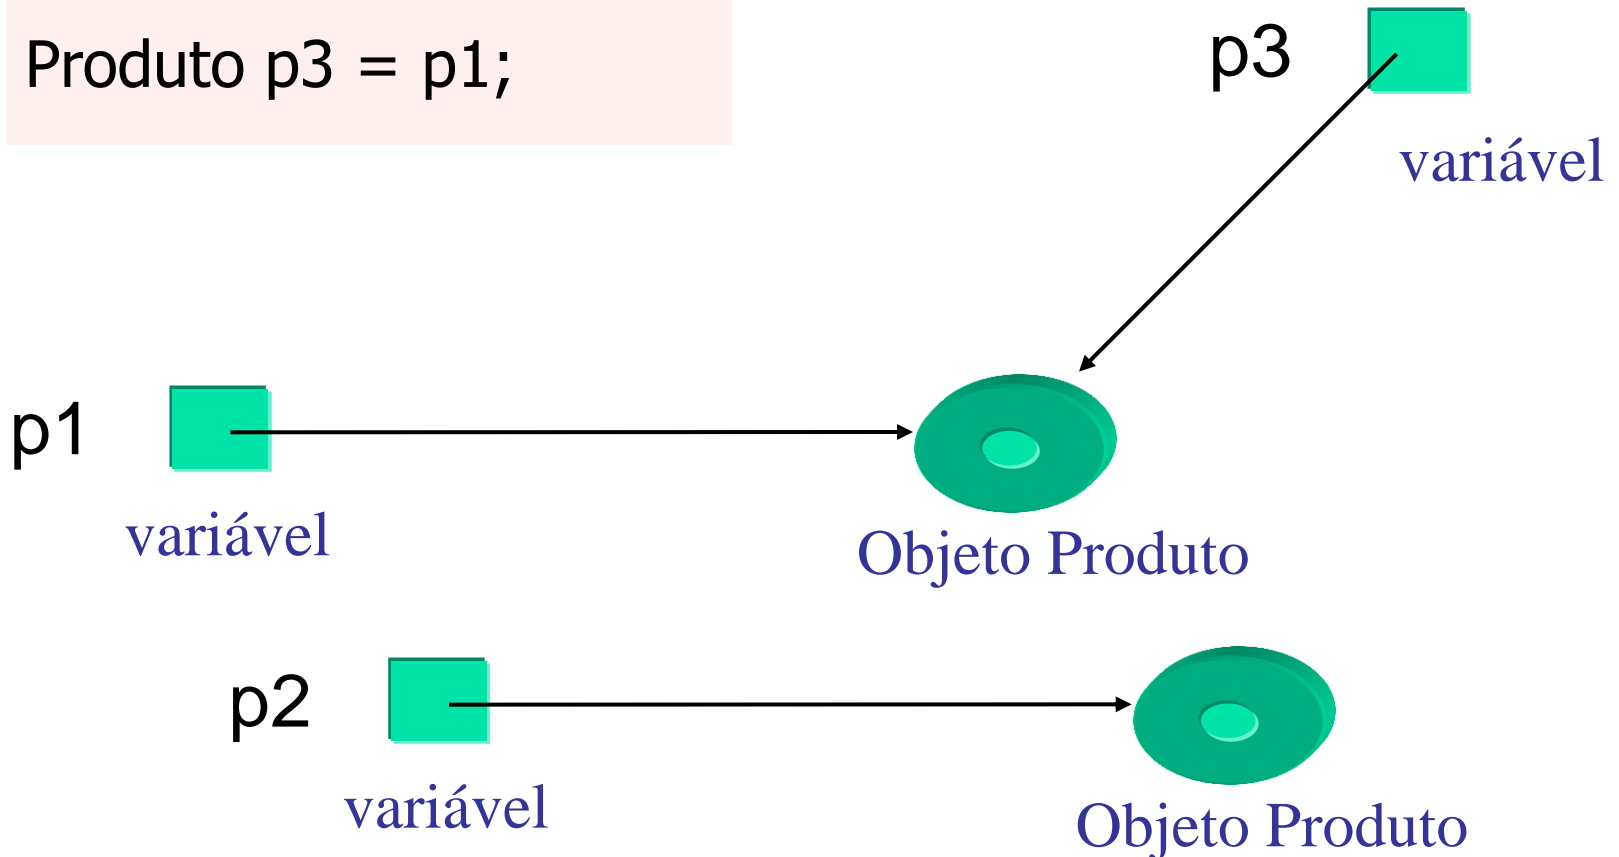 Produto p3 = p1;
p3
variável
p1
variável
Objeto Produto
p2
variável
Objeto Produto